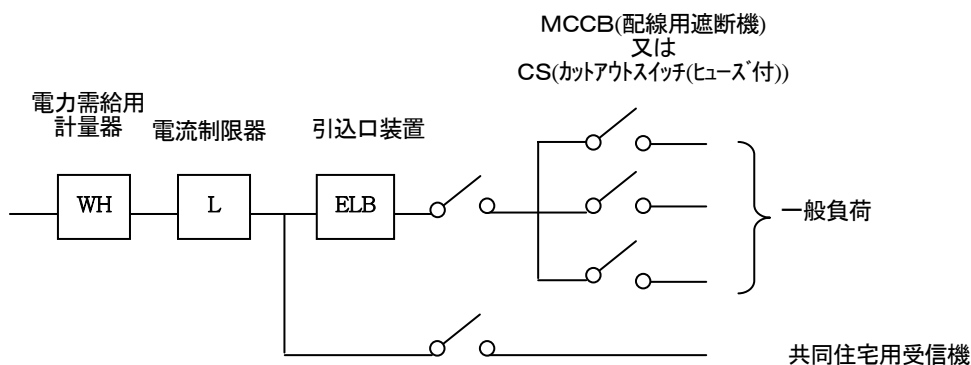 MCCB(配線用遮断機)
又は
CS(カットアウトスイッチ(ヒューズ付))
電力需給用
計量器
電流制限器
引込口装置
WH
L
ELB
一般負荷
共同住宅用受信機